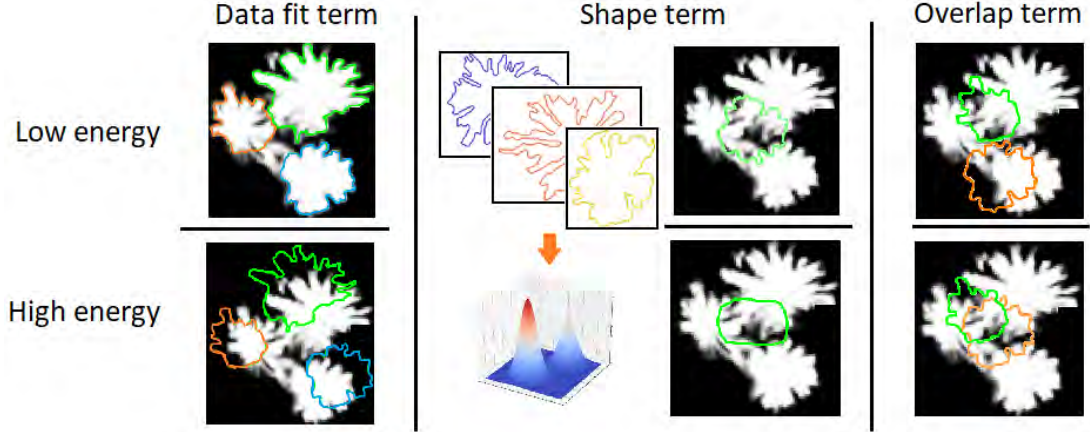 Data fit term
Shape term
Overlap term
Low energy
High energy